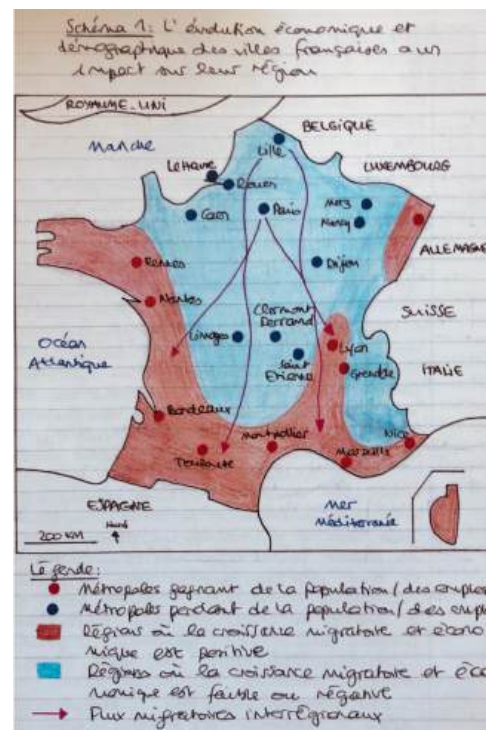 Schéma 1: L'évolution économique et
démographique des villes françaises a un
impact sur leur région
ROYAUME-UNI
BELGIQUE
Manche
Lille
LUXEMBOURG
Le Havre
Rouen
Metz
Caen
Paris
Nancy
ALLEMAGNE
Rennes
Dijon
Nantes
Clermont
Ferrand
SUISSE
Limoges
Lyon
Océan
Atlantique
Saint
Etienne
Grenoble
ITALIE
Bordeaux
Montpellier
Nice
Toulouse
Marseille
ESPAGNE
Nord
Mer
Méditerranée
200 KM
Légende:
Métropoles gagnant de la population/des emplo
Métropoles perdant de la population/des empl
Régions où la croissance migratoire et écono
mique est positive
Régions où la croissance migratoire et éco
nomique est faible ou négative
Flux migratoires interrégionaux